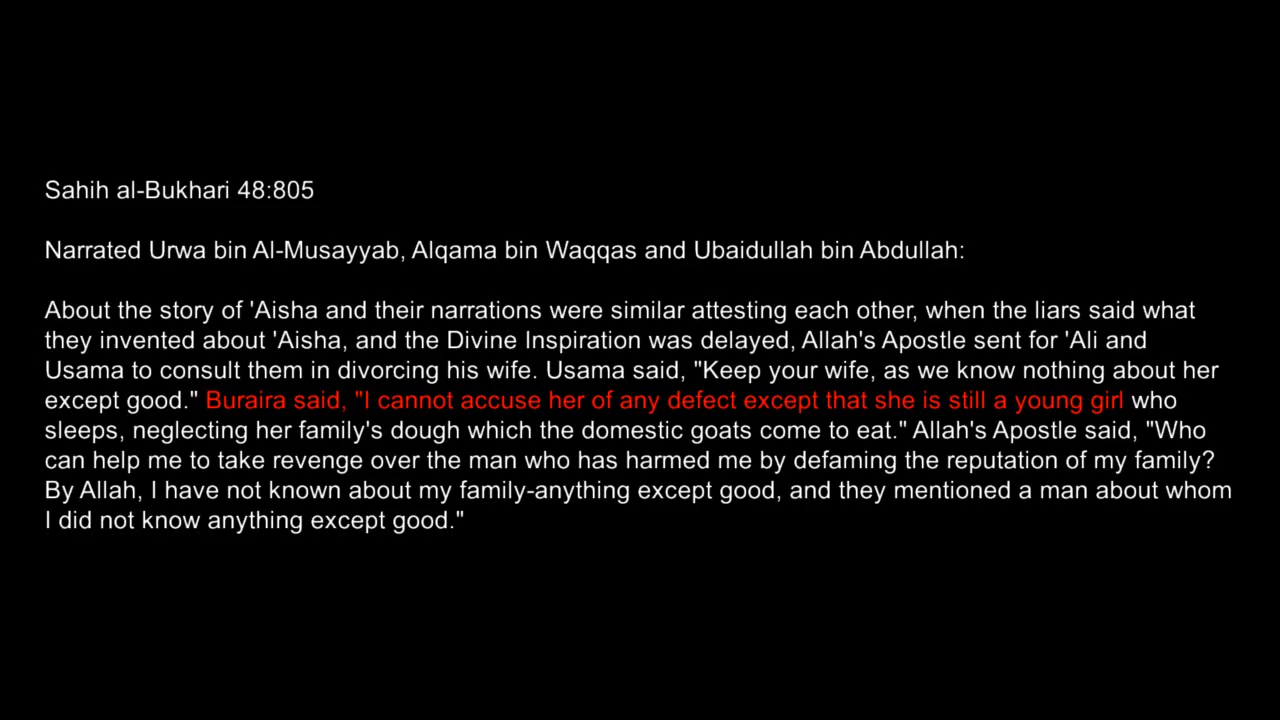 Sahih al-Bukhari 48:805
Narrated Urwa bin Al-Musayyab, Alqama bin Waqqas and Ubaidullah bin Abdullah:
About the story of 'Aisha and their narrations were similar attesting each other, when the liars said what
they invented about 'Aisha, and the Divine Inspiration was delayed, Allah's Apostle sent for 'Ali and
Usama to consult them in divorcing his wife. Usama said, "Keep your wife, as we know nothing about her
except good." Buraira said, "I cannot accuse her of any defect except that she is still a young girl who
sleeps, neglecting her family's dough which the domestic goats come to eat." Allah's Apostle said, "Who
can help me to take revenge over the man who has harmed me by defaming the reputation of my family?
By Allah, I have not known about my family-anything except good, and they mentioned a man about whom
I did not know anything except good."